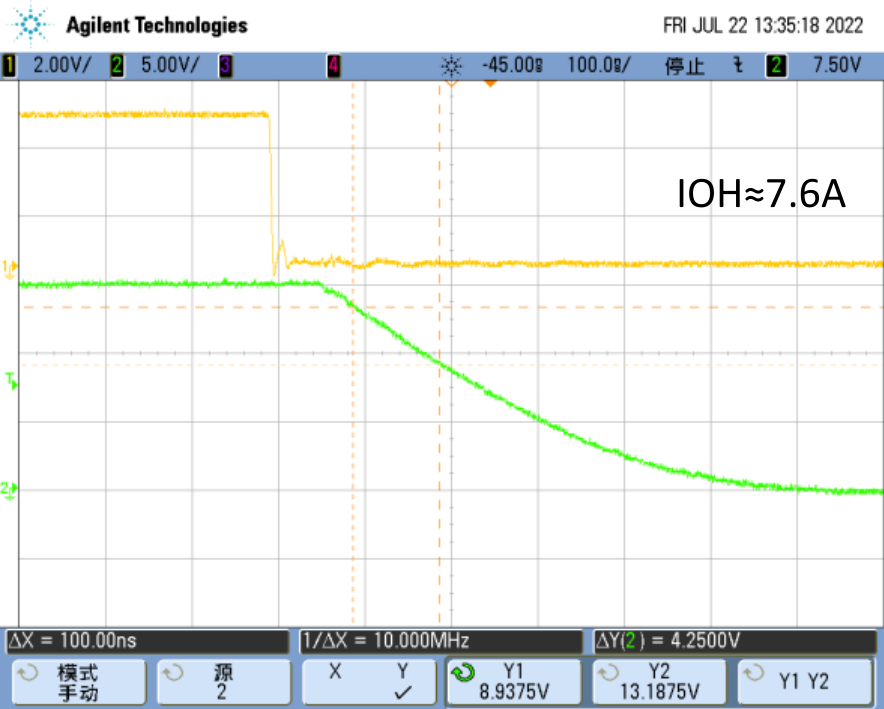 Agilent Technologies FRI JUL 22 13:35:18 2022
1 2.00V/ 2 5.00V/ 3 4 -45.00s 100.0s/ 停止 2 7.50V
IOH≈7.6A
1
T
2
ΔX = 100.00ns 1/ΔX = 10.000MHz ΔY(2) = 4.2500V
模式 源 X Y Y1 Y2 Y1 Y2
手动 2 ✓ 8.9375V 13.1875V